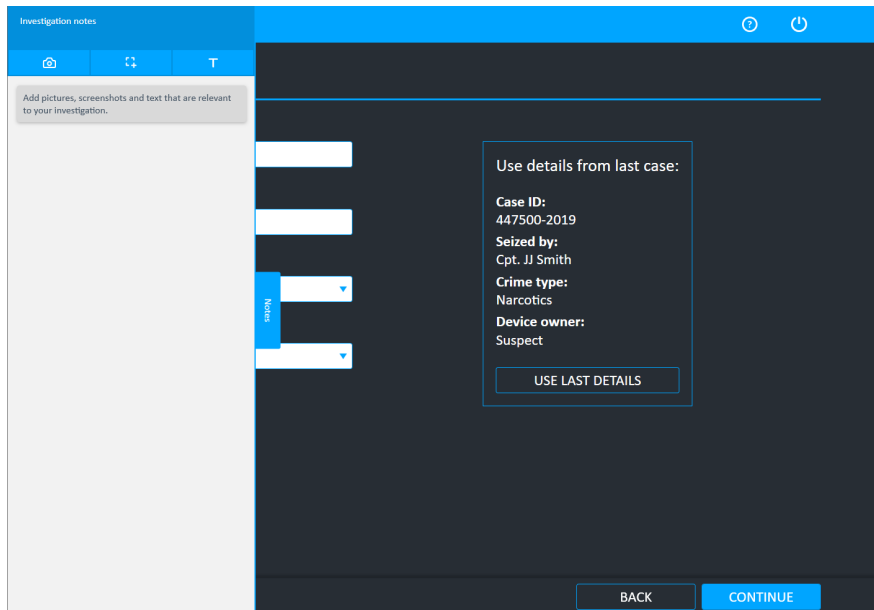 Investigation notes
T
Add pictures, screenshots and text that are relevant
to your investigation.
Notes
Use details from last case:
Case ID:
447500-2019
Seized by:
Cpt. JJ Smith
Crime type:
Narcotics
Device owner:
Suspect
USE LAST DETAILS
BACK
CONTINUE